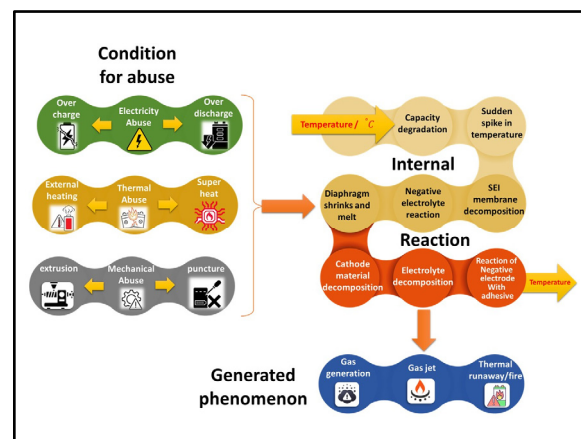 Condition
for abuse
Over
charge
Electricity
Abuse
Over
discharge
External
heating
Thermal
Abuse
Super
heat
extrusion
Mechanical
Abuse
puncture
Temperature/ °C
Capacity
degradation
Sudden
spike in
temperature
Internal
Diaphragm
shrinks and
melt
Negative
electrolyte
reaction
SEI
membrane
decomposition
Reaction
Cathode
material
decomposition
Electrolyte
decomposition
Reaction of
Negative
electrode
With
adhesive
Temperature
Generated
phenomenon
Gas
generation
Gas jet
Thermal
runaway/fire